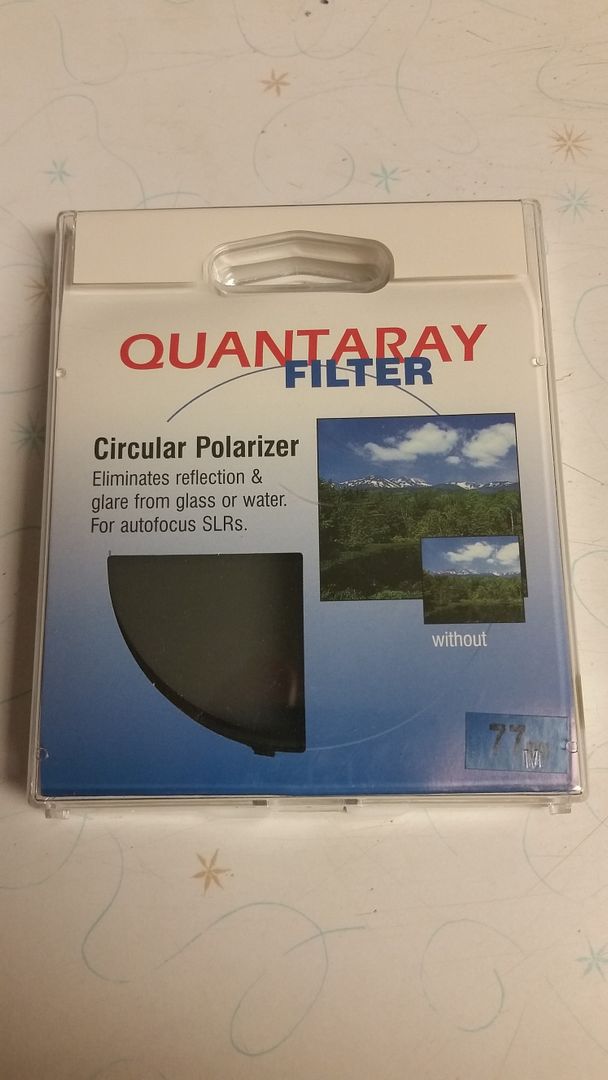 QUANTARAY
FILTER
Circular Polarizer
Eliminates reflection &
glare from glass or water.
For autofocus SLRs.
without
77